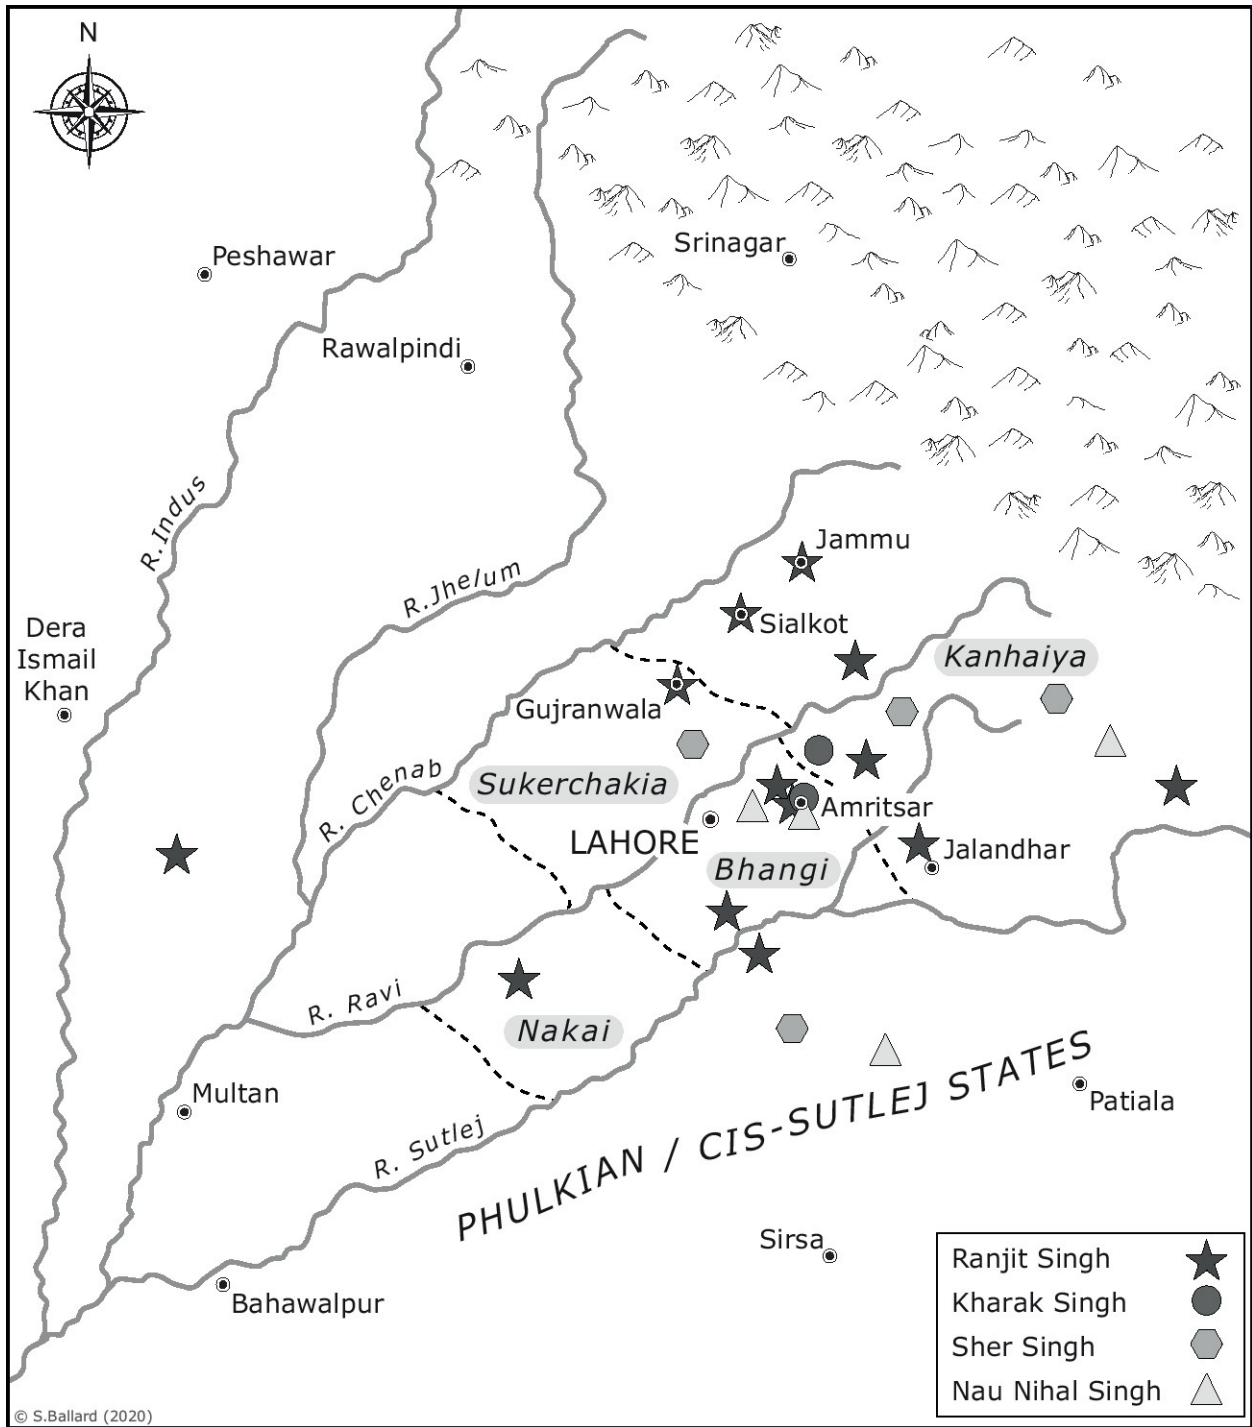 N
Peshawar
Srinagar
Rawalpindi
R. Indus
Jammu
R. Jhelum
Sialkot
Dera
Ismail
Khan
Kanhaiya
Gujranwala
R. Chenab
Sukerchakia
Amritsar
LAHORE
Jalandhar
Bhangi
R. Ravi
Nakai
Multan
Patiala
R. Sutlej
PHULKIAN / CIS-SUTLEJ STATES
Sirsa
Bahawalpur
Ranjit Singh
Kharak Singh
Sher Singh
Nau Nihal Singh
© S.Ballard (2020)